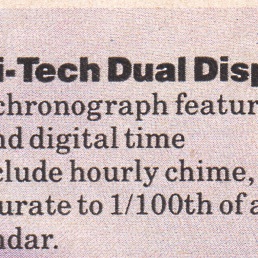 i-Tech Dual Disp
chronograph featur
nd digital time
clude hourly chime,
urate to 1/100th of a
ndar.